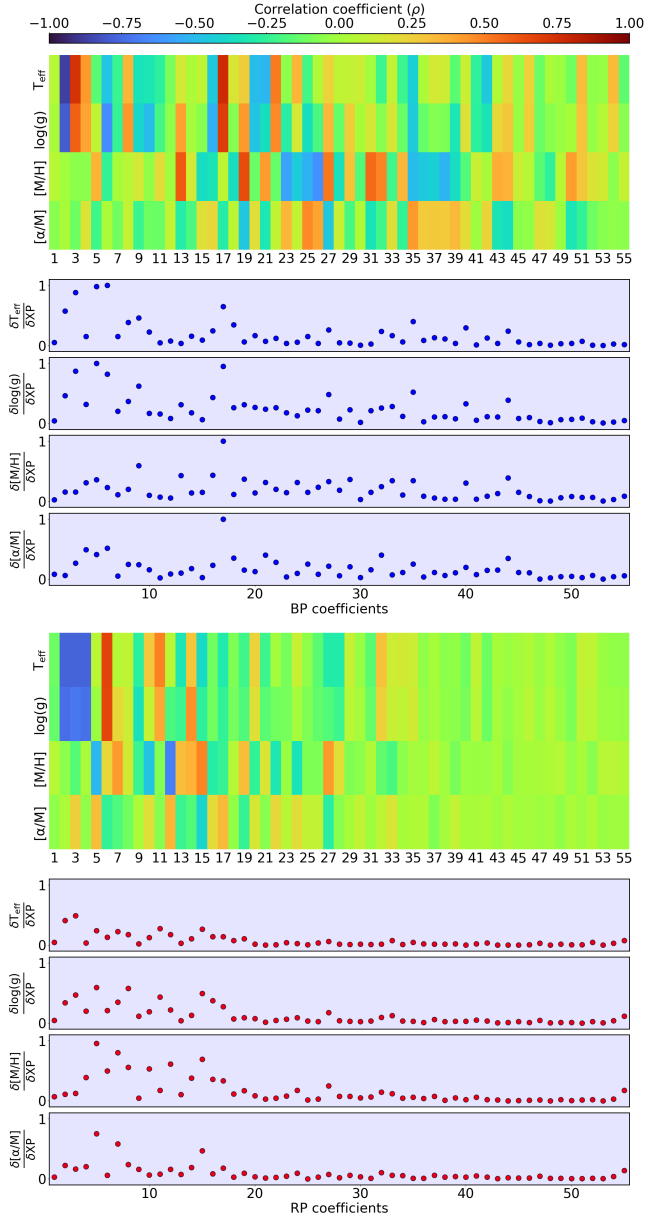 Correlation coefficient (ρ)
−1.00 −0.75 −0.50 −0.25 0.00 0.25 0.50 0.75 1.00
T_eff
log(g)
[M/H]
[α/M]
1 3 5 7 9 11 13 15 17 19 21 23 25 27 29 31 33 35 37 39 41 43 45 47 49 51 53 55
δT_eff
δXP
1
0
δlog(g)
δXP
1
0
δ[M/H]
δXP
1
0
δ[α/M]
δXP
1
0
10 20 30 40 50
BP coefficients
T_eff
log(g)
[M/H]
[α/M]
1 3 5 7 9 11 13 15 17 19 21 23 25 27 29 31 33 35 37 39 41 43 45 47 49 51 53 55
δT_eff
δXP
1
0
δlog(g)
δXP
1
0
δ[M/H]
δXP
1
0
δ[α/M]
δXP
1
0
10 20 30 40 50
RP coefficients